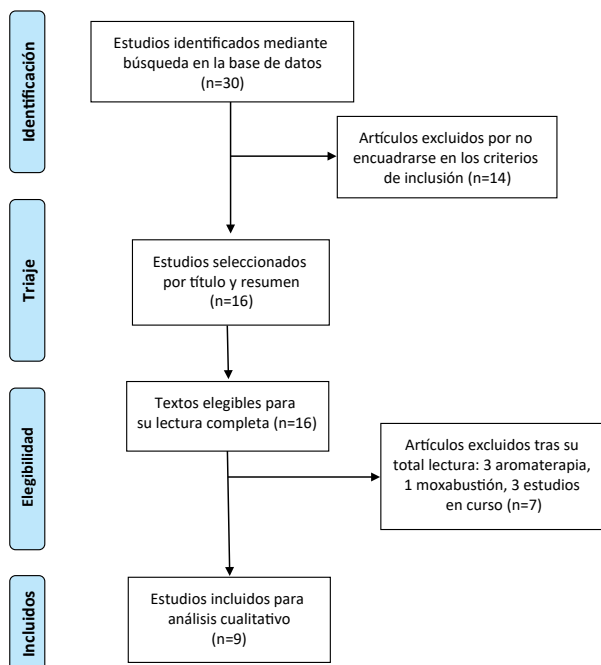 Identificación
Estudios identificados mediante
búsqueda en la base de datos
(n=30)
Artículos excluidos por no
encuadrarse en los criterios
de inclusión (n=14)
Triaje
Estudios seleccionados
por título y resumen
(n=16)
Elegibilidad
Textos elegibles para
su lectura completa (n=16)
Artículos excluidos tras su
total lectura: 3 aromaterapia,
1 moxabustión, 3 estudios
en curso (n=7)
Incluidos
Estudios incluidos para
análisis cualitativo
(n=9)